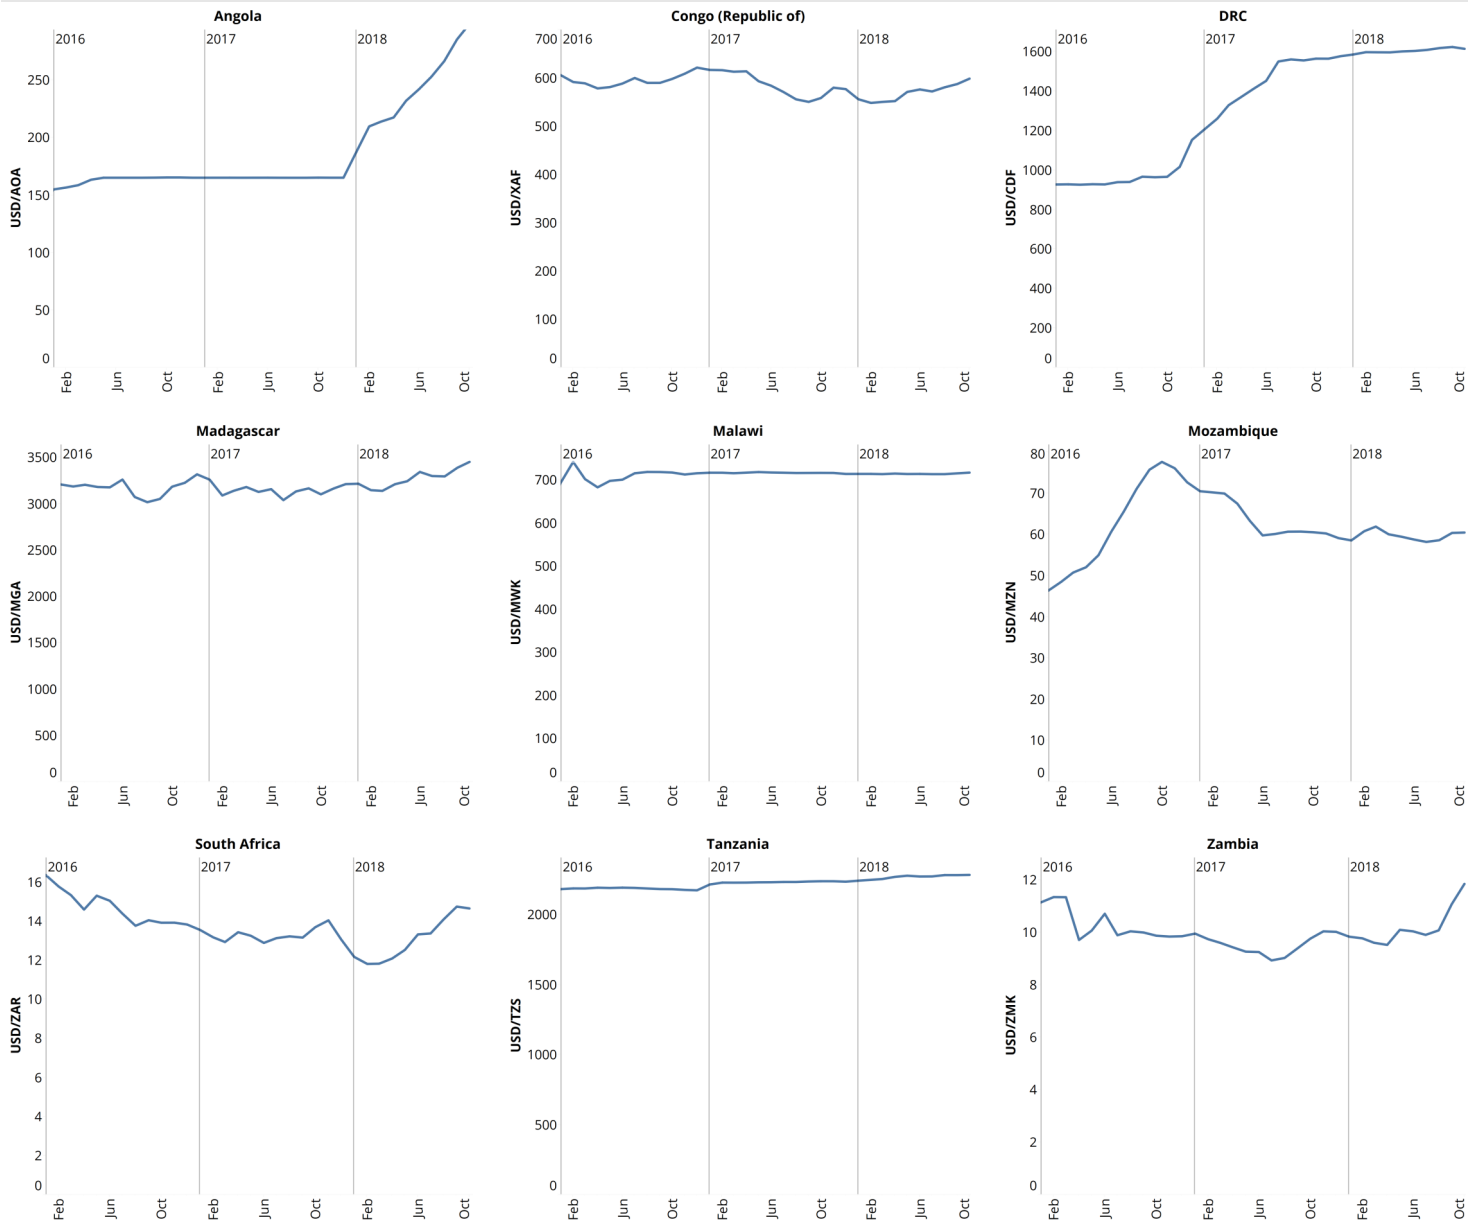 Angola
Congo (Republic of)
DRC
2016 2017 2018
2016 2017 2018
2016 2017 2018
USD/AOA
250
200
150
100
50
0
Feb Jun Oct Feb Jun Oct Feb Jun Oct
USD/XAF
700
600
500
400
300
200
100
0
Feb Jun Oct Feb Jun Oct Feb Jun Oct
USD/CDF
1600
1400
1200
1000
800
600
400
200
0
Feb Jun Oct Feb Jun Oct Feb Jun Oct
Madagascar
Malawi
Mozambique
2016 2017 2018
2016 2017 2018
2016 2017 2018
USD/MGA
3500
3000
2500
2000
1500
1000
500
0
Feb Jun Oct Feb Jun Oct Feb Jun Oct
USD/MWK
700
600
500
400
300
200
100
0
Feb Jun Oct Feb Jun Oct Feb Jun Oct
USD/MZN
80
70
60
50
40
30
20
10
0
Feb Jun Oct Feb Jun Oct Feb Jun Oct
South Africa
Tanzania
Zambia
2016 2017 2018
2016 2017 2018
2016 2017 2018
USD/ZAR
16
14
12
10
8
6
4
2
0
Feb Jun Oct Feb Jun Oct Feb Jun Oct
USD/TZS
2000
1500
1000
500
0
Feb Jun Oct Feb Jun Oct Feb Jun Oct
USD/ZMK
12
10
8
6
4
2
0
Feb Jun Oct Feb Jun Oct Feb Jun Oct